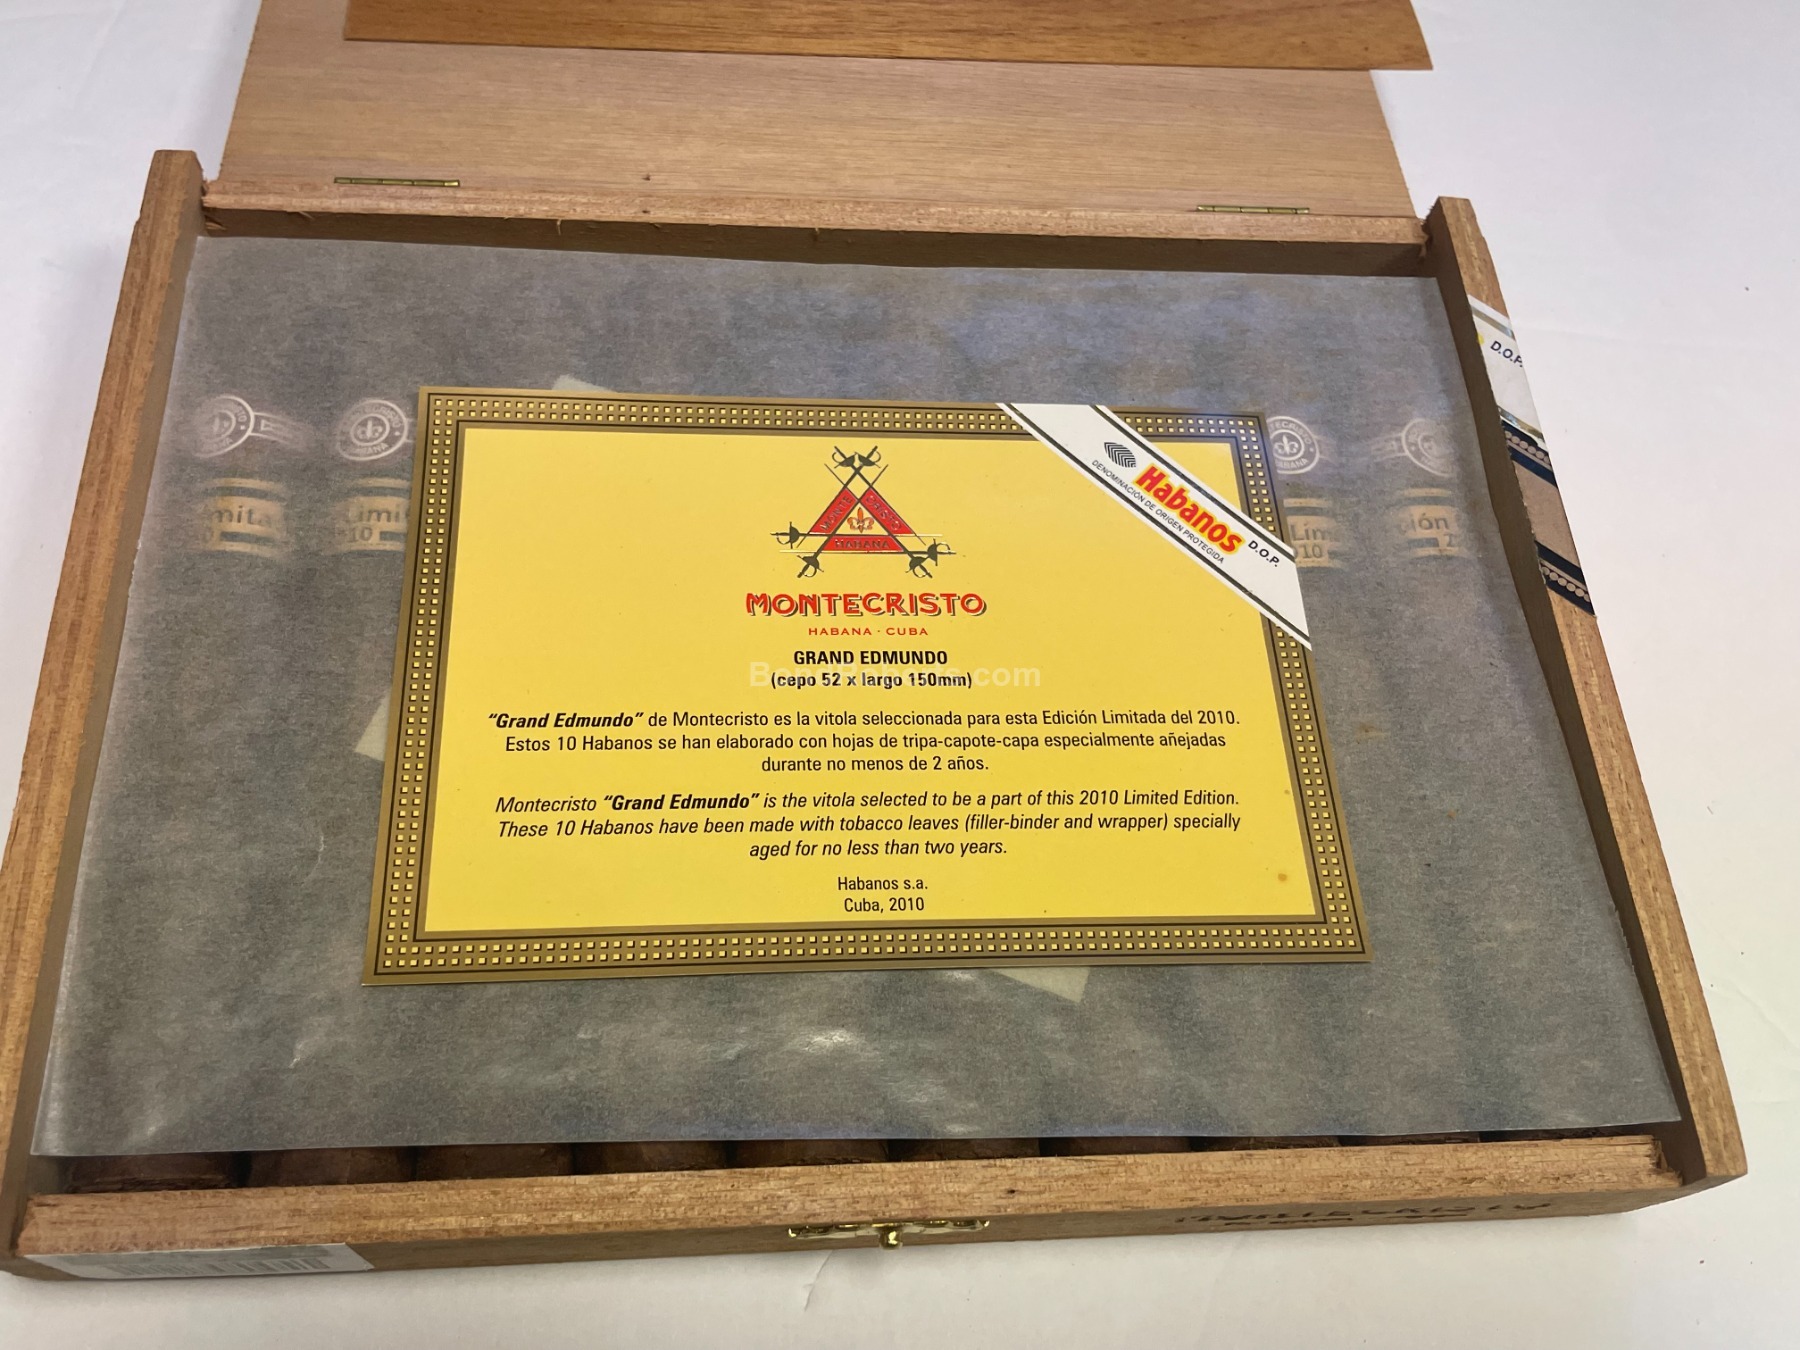 Habanos D.O.P.
DENOMINACIÓN DE ORIGEN PROTEGIDA
D.O.P.
MONTE CRISTO
HABANA
MONTECRISTO
HABANA · CUBA
GRAND EDMUNDO
(cepo 52 x largo 150mm)
"Grand Edmundo" de Montecristo es la vitola seleccionada para esta Edición Limitada del 2010.
Estos 10 Habanos se han elaborado con hojas de tripa-capote-capa especialmente añejadas
durante no menos de 2 años.
Montecristo "Grand Edmundo" is the vitola selected to be a part of this 2010 Limited Edition.
These 10 Habanos have been made with tobacco leaves (filler-binder and wrapper) specially
aged for no less than two years.
Habanos s.a.
Cuba, 2010